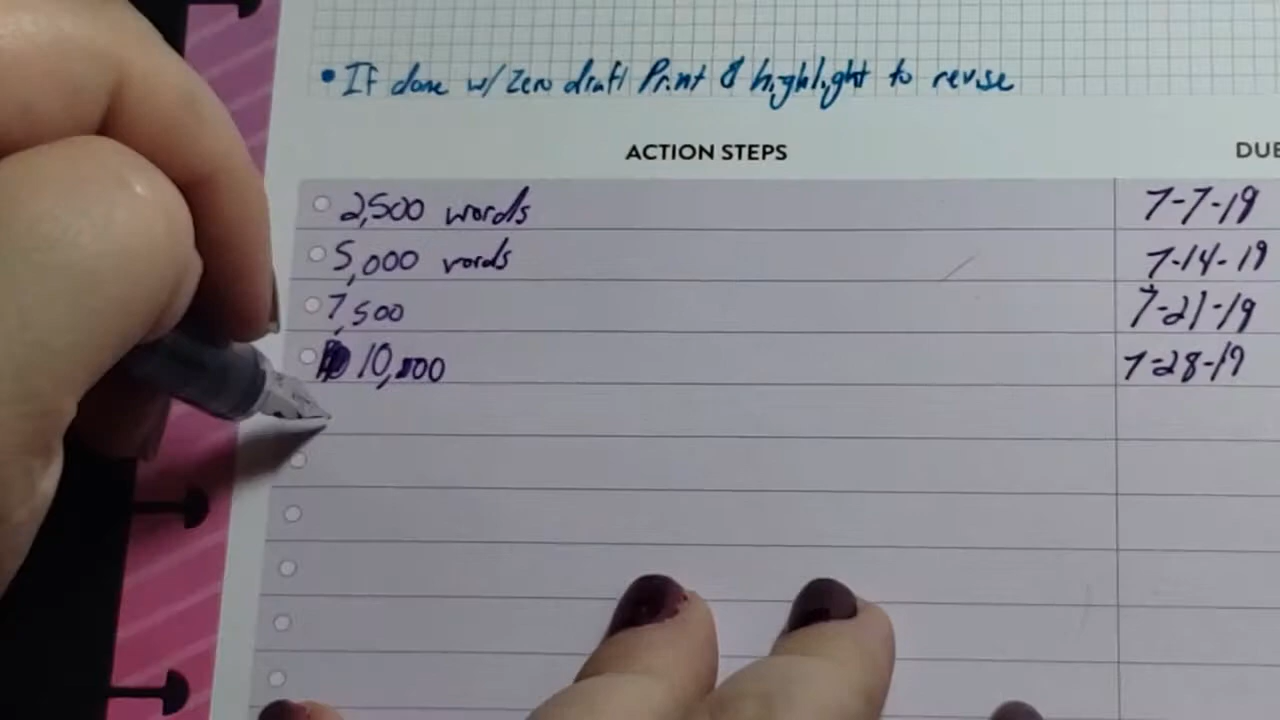 • If done w/ Zero draft Print & highlight to revise
ACTION STEPS DUE
2,500 words 7-7-19
5,000 words 7-14-19
7,500 7-21-19
10,000 7-28-19